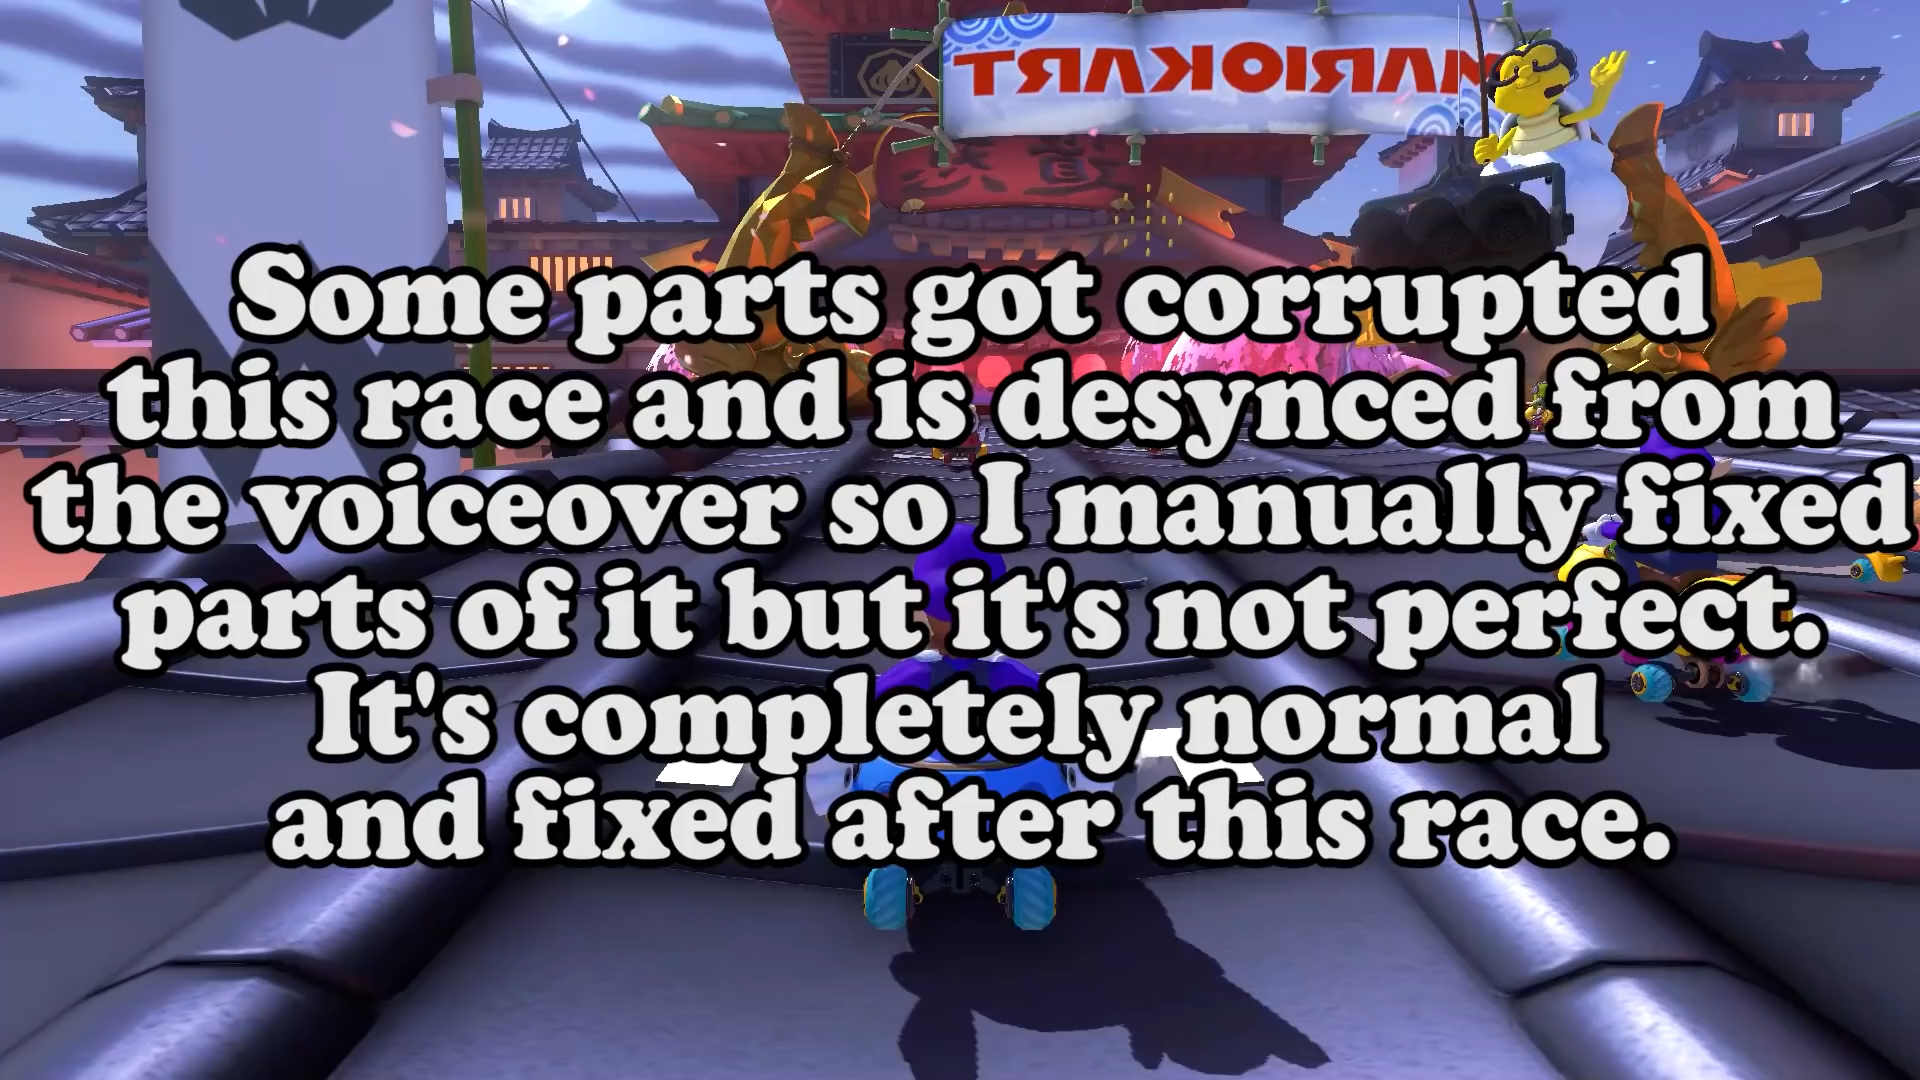 MARIOKART
Some parts got corrupted
this race and is desynced from
the voiceover so I manually fixed
parts of it but it's not perfect.
It's completely normal
and fixed after this race.